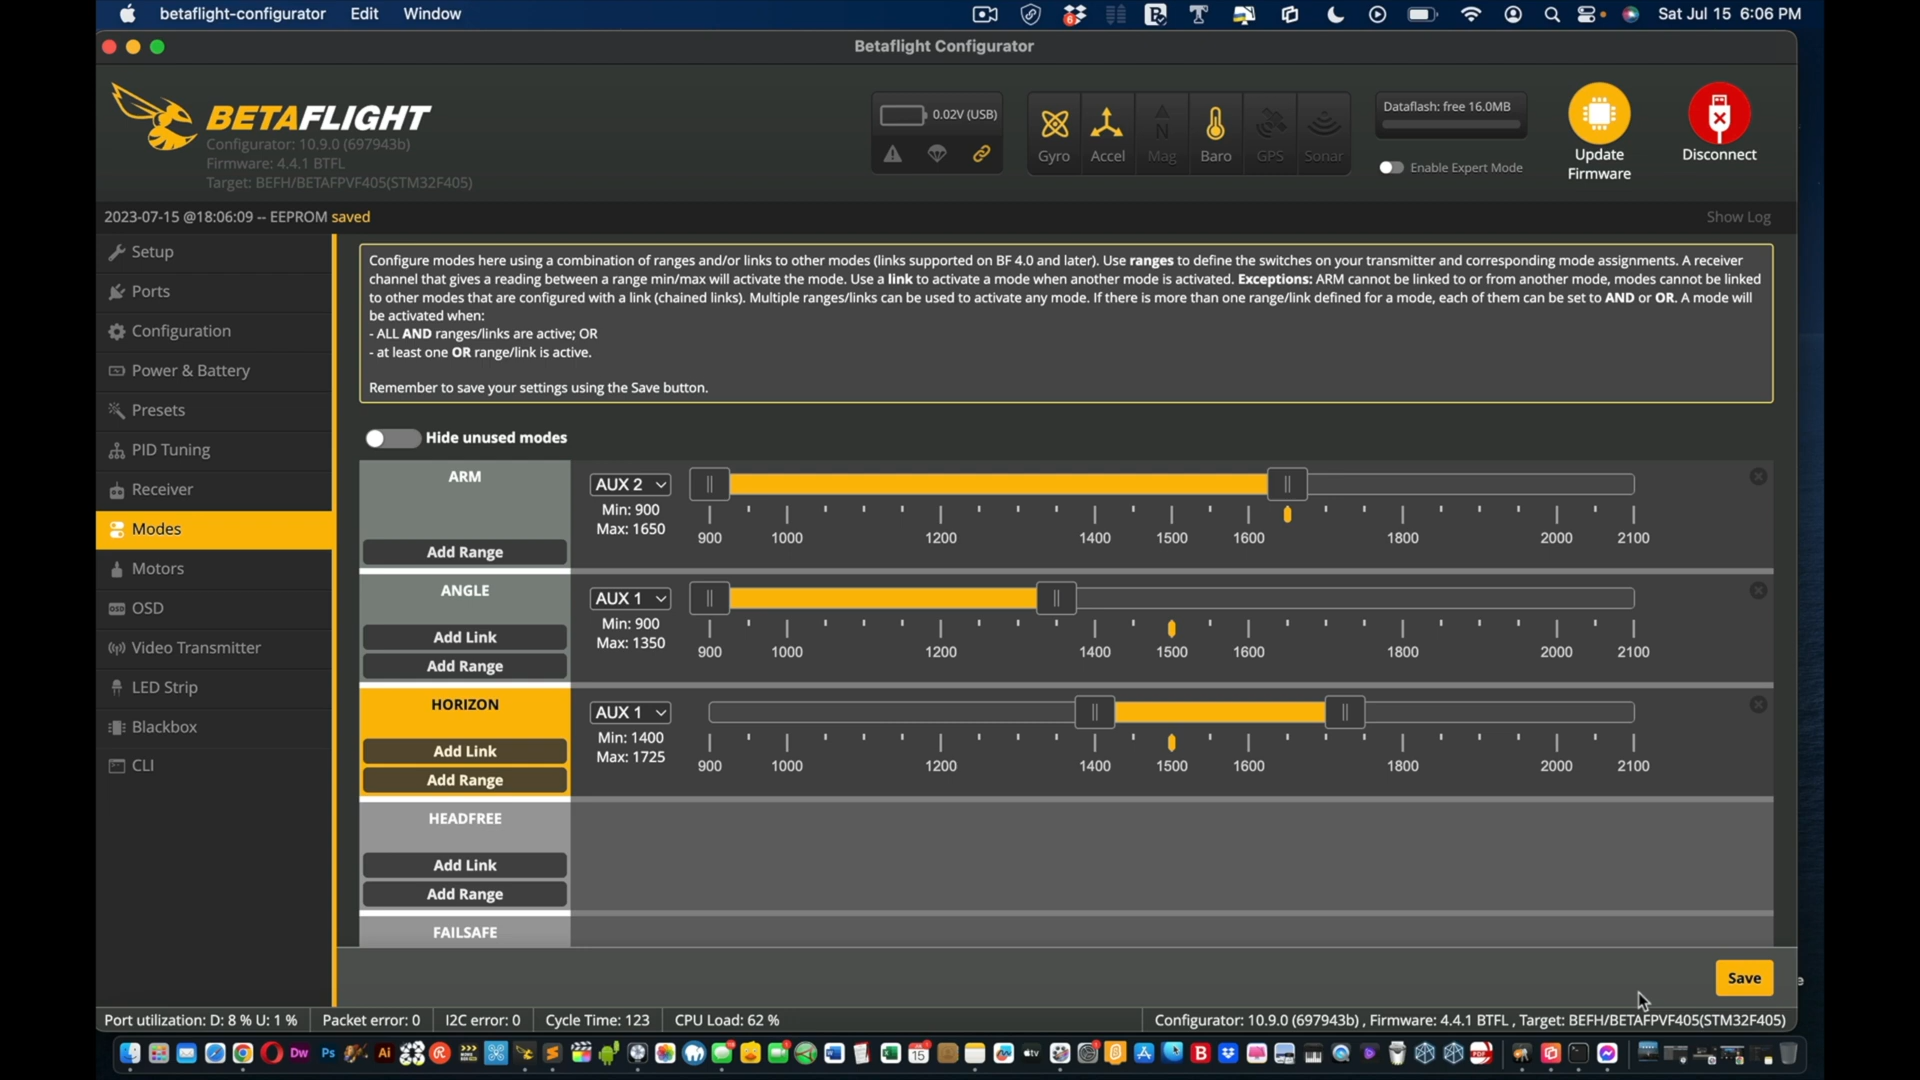 betaflight-configurator Edit Window Sat Jul 15 6:06 PM
Betaflight Configurator
BETAFLIGHT
Configurator: 10.9.0 (697943b)
Firmware: 4.4.1 BTFL
Target: BEFH/BETAFPVF405(STM32F405)
0.02V (USB)
Gyro Accel Mag Baro GPS Sonar
Dataflash: free 16.0MB
Enable Expert Mode
Update
Firmware
Disconnect
2023-07-15 @18:06:09 -- EEPROM saved
Show Log
Setup
Ports
Configuration
Power & Battery
Presets
PID Tuning
Receiver
Modes
Motors
OSD
Video Transmitter
LED Strip
Blackbox
CLI
Configure modes here using a combination of ranges and/or links to other modes (links supported on BF 4.0 and later). Use ranges to define the switches on your transmitter and corresponding mode assignments. A receiver
channel that gives a reading between a range min/max will activate the mode. Use a link to activate a mode when another mode is activated. Exceptions: ARM cannot be linked to or from another mode, modes cannot be linked
to other modes that are configured with a link (chained links). Multiple ranges/links can be used to activate any mode. If there is more than one range/link defined for a mode, each of them can be set to AND or OR. A mode will
be activated when:
- ALL AND ranges/links are active; OR
- at least one OR range/link is active.
Remember to save your settings using the Save button.
Hide unused modes
ARM
Add Range
AUX 2
Min: 900
Max: 1650
900 1000 1200 1400 1500 1600 1800 2000 2100
ANGLE
Add Link
Add Range
AUX 1
Min: 900
Max: 1350
900 1000 1200 1400 1500 1600 1800 2000 2100
HORIZON
Add Link
Add Range
AUX 1
Min: 1400
Max: 1725
900 1000 1200 1400 1500 1600 1800 2000 2100
HEADFREE
Add Link
Add Range
FAILSAFE
Save
Port utilization: D: 8 % U: 1 % Packet error: 0 I2C error: 0 Cycle Time: 123 CPU Load: 62 %
Configurator: 10.9.0 (697943b) , Firmware: 4.4.1 BTFL , Target: BEFH/BETAFPVF405(STM32F405)